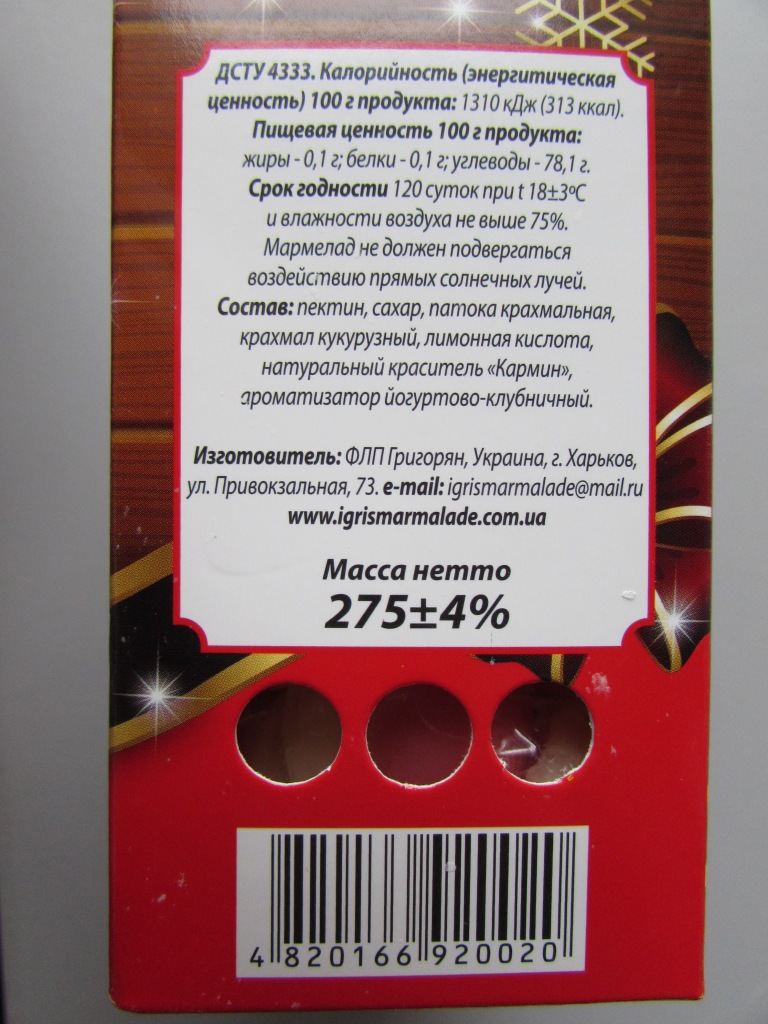 ДСТУ 4333. Калорийность (энергитическая
ценность) 100 г продукта: 1310 кДж (313 ккал).
Пищевая ценность 100 г продукта:
жиры - 0,1 г; белки - 0,1 г; углеводы - 78,1 г.
Срок годности 120 суток при t 18±3ºС
и влажности воздуха не выше 75%.
Мармелад не должен подвергаться
воздействию прямых солнечных лучей.
Состав: пектин, сахар, патока крахмальная,
крахмал кукурузный, лимонная кислота,
натуральный краситель «Кармин»,
ароматизатор йогуртово-клубничный.
Изготовитель: ФЛП Григорян, Украина, г. Харьков,
ул. Привокзальная, 73. e-mail: igrismarmalade@mail.ru
www.igrismarmalade.com.ua
Масса нетто
275±4%
4 820166 920020